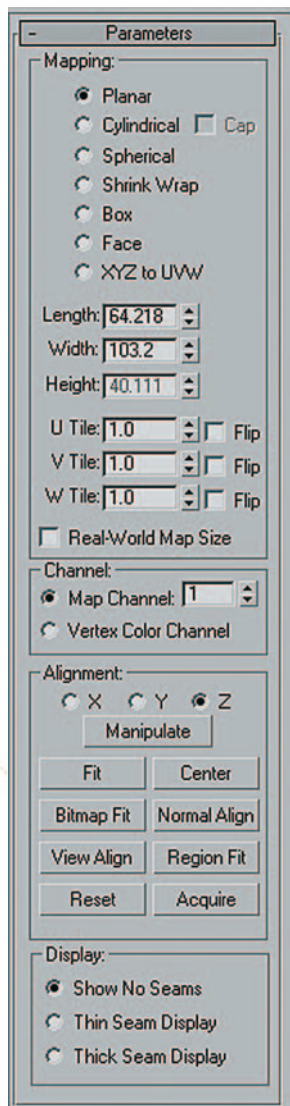 - Parameters
Mapping:
Planar
Cylindrical Cap
Spherical
Shrink Wrap
Box
Face
XYZ to UVW
Length: 64.218
Width: 103.2
Height: 40.111
U Tile: 1.0 Flip
V Tile: 1.0 Flip
W Tile: 1.0 Flip
Real-World Map Size
Channel:
Map Channel: 1
Vertex Color Channel
Alignment:
X Y Z
Manipulate
Fit Center
Bitmap Fit Normal Align
View Align Region Fit
Reset Acquire
Display:
Show No Seams
Thin Seam Display
Thick Seam Display